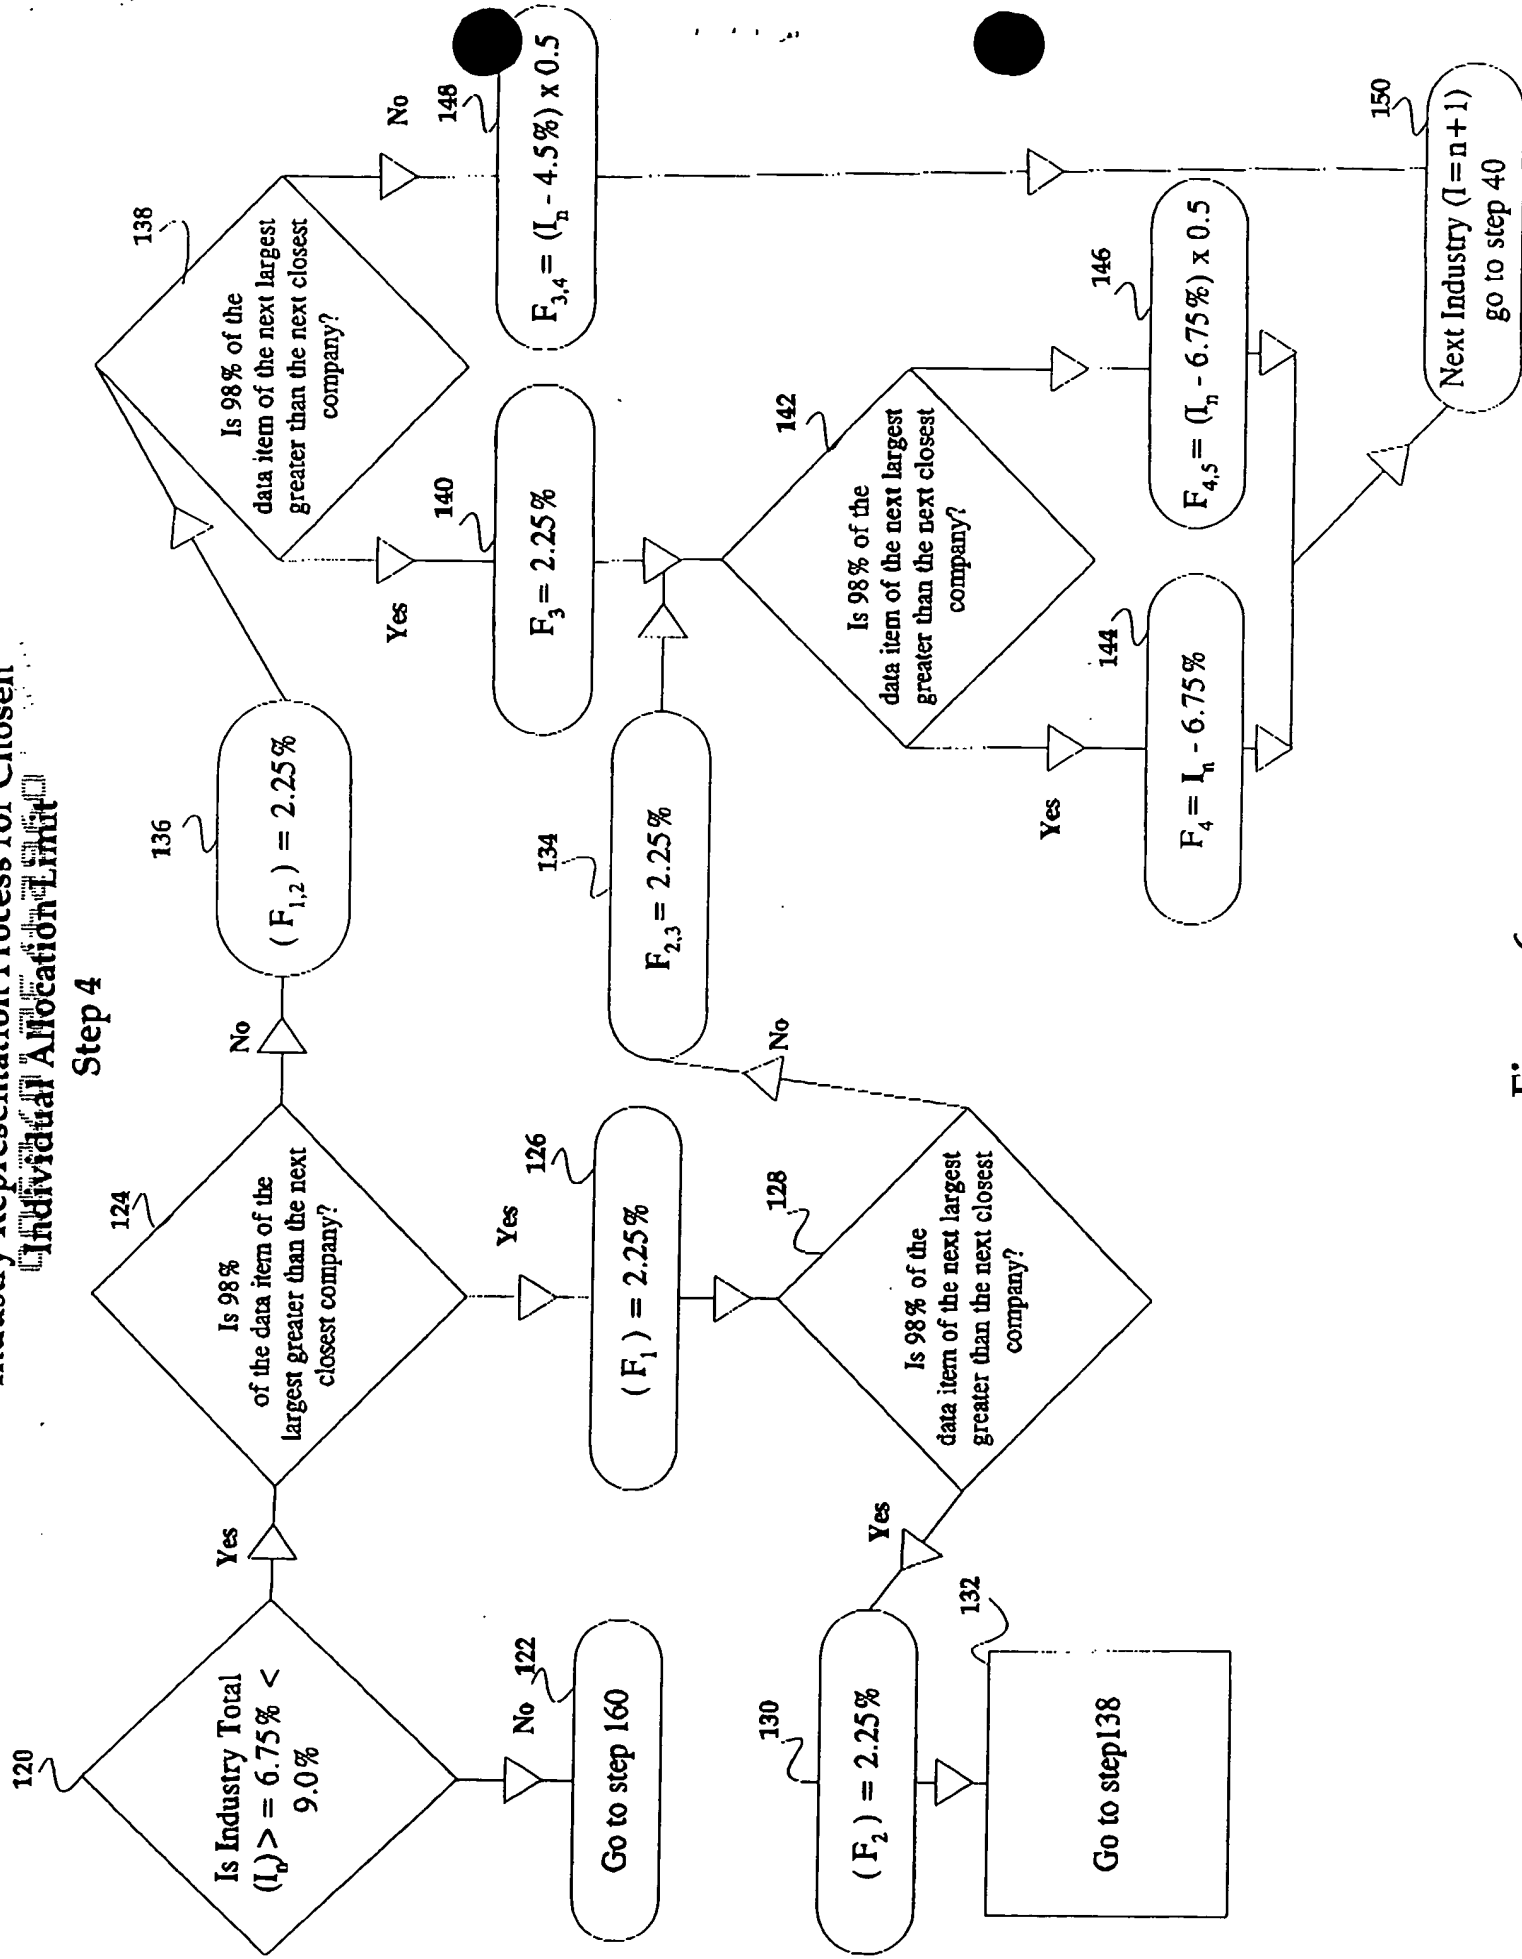 Industry Representation Process for Chosen
Individual Allocation Limit
Step 4
120
Is Industry Total
(Iₙ) > = 6.75% <
9.0%
Yes
No
122
Go to step 160
124
Is 98%
of the data item of the
largest greater than the next
closest company?
No
Yes
126
( F₁ ) = 2.25%
128
Is 98% of the
data item of the next largest
greater than the next closest
company?
Yes
No
130
( F₂ ) = 2.25%
132
Go to step138
134
F₂,₃ = 2.25%
136
( F₁,₂ ) = 2.25%
138
Is 98% of the
data item of the next largest
greater than the next closest
company?
Yes
No
140
F₃ = 2.25%
148
F₃,₄ = (Iₙ - 4.5%) x 0.5
142
Is 98% of the
data item of the next largest
greater than the next closest
company?
Yes
144
F₄ = Iₙ - 6.75%
146
F₄,₅ = (Iₙ - 6.75%) x 0.5
150
Next Industry (I=n+1)
go to step 40